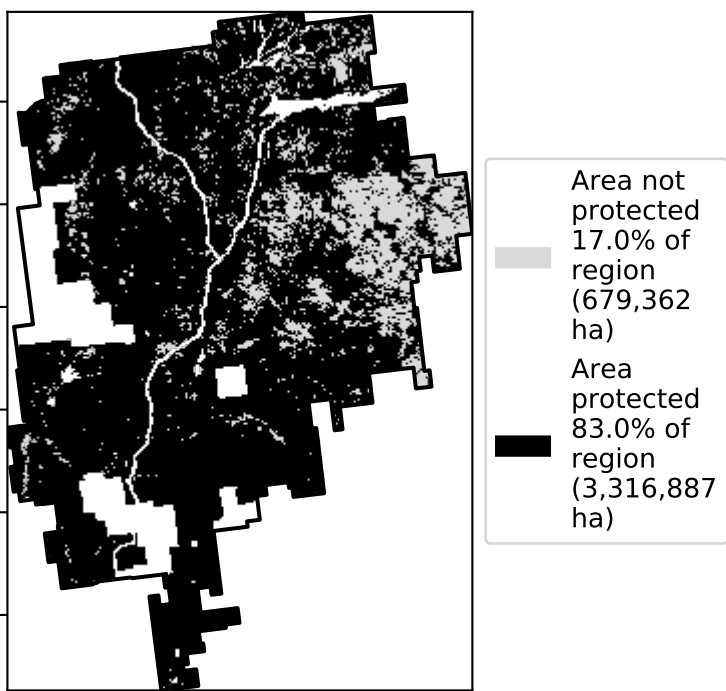 Area not
protected
17.0% of
region
(679,362
ha)
Area
protected
83.0% of
region
(3,316,887
ha)